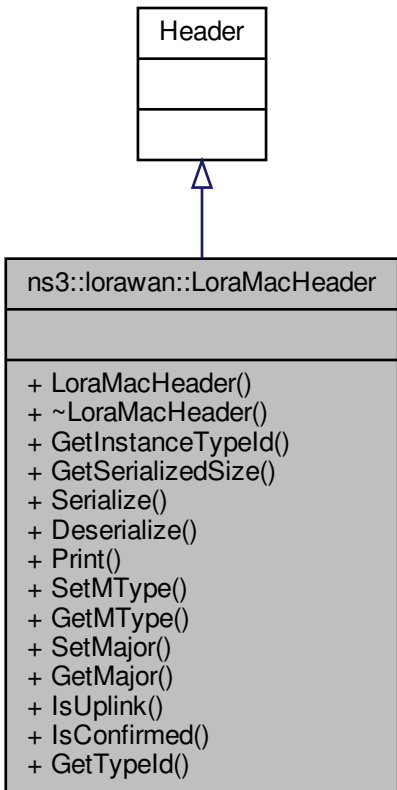 Header
ns3::lorawan::LoraMacHeader
+ LoraMacHeader()
+ ~LoraMacHeader()
+ GetInstanceTypeId()
+ GetSerializedSize()
+ Serialize()
+ Deserialize()
+ Print()
+ SetMType()
+ GetMType()
+ SetMajor()
+ GetMajor()
+ IsUplink()
+ IsConfirmed()
+ GetTypeId()